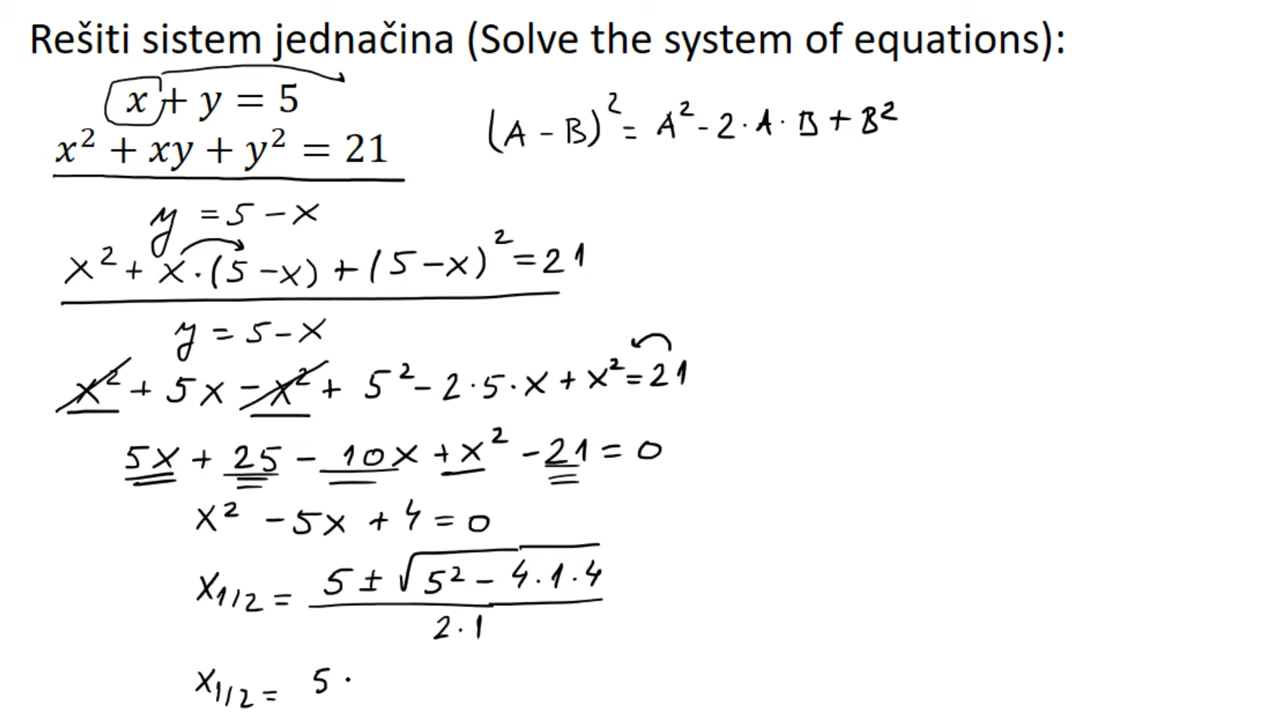 Rešiti sistem jednačina (Solve the system of equations):
x + y = 5
(A - B)² = A² - 2 · A · B + B²
x² + xy + y² = 21
y = 5 - x
x² + x · (5 - x) + (5 - x)² = 21
y = 5 - x
x² + 5x - x² + 5² - 2 · 5 · x + x² = 21
5x + 25 - 10x + x² - 21 = 0
x² - 5x + 4 = 0
x1/2 = (5 ± √(5² - 4 · 1 · 4)) / (2 · 1)
x1/2 = 5 ·